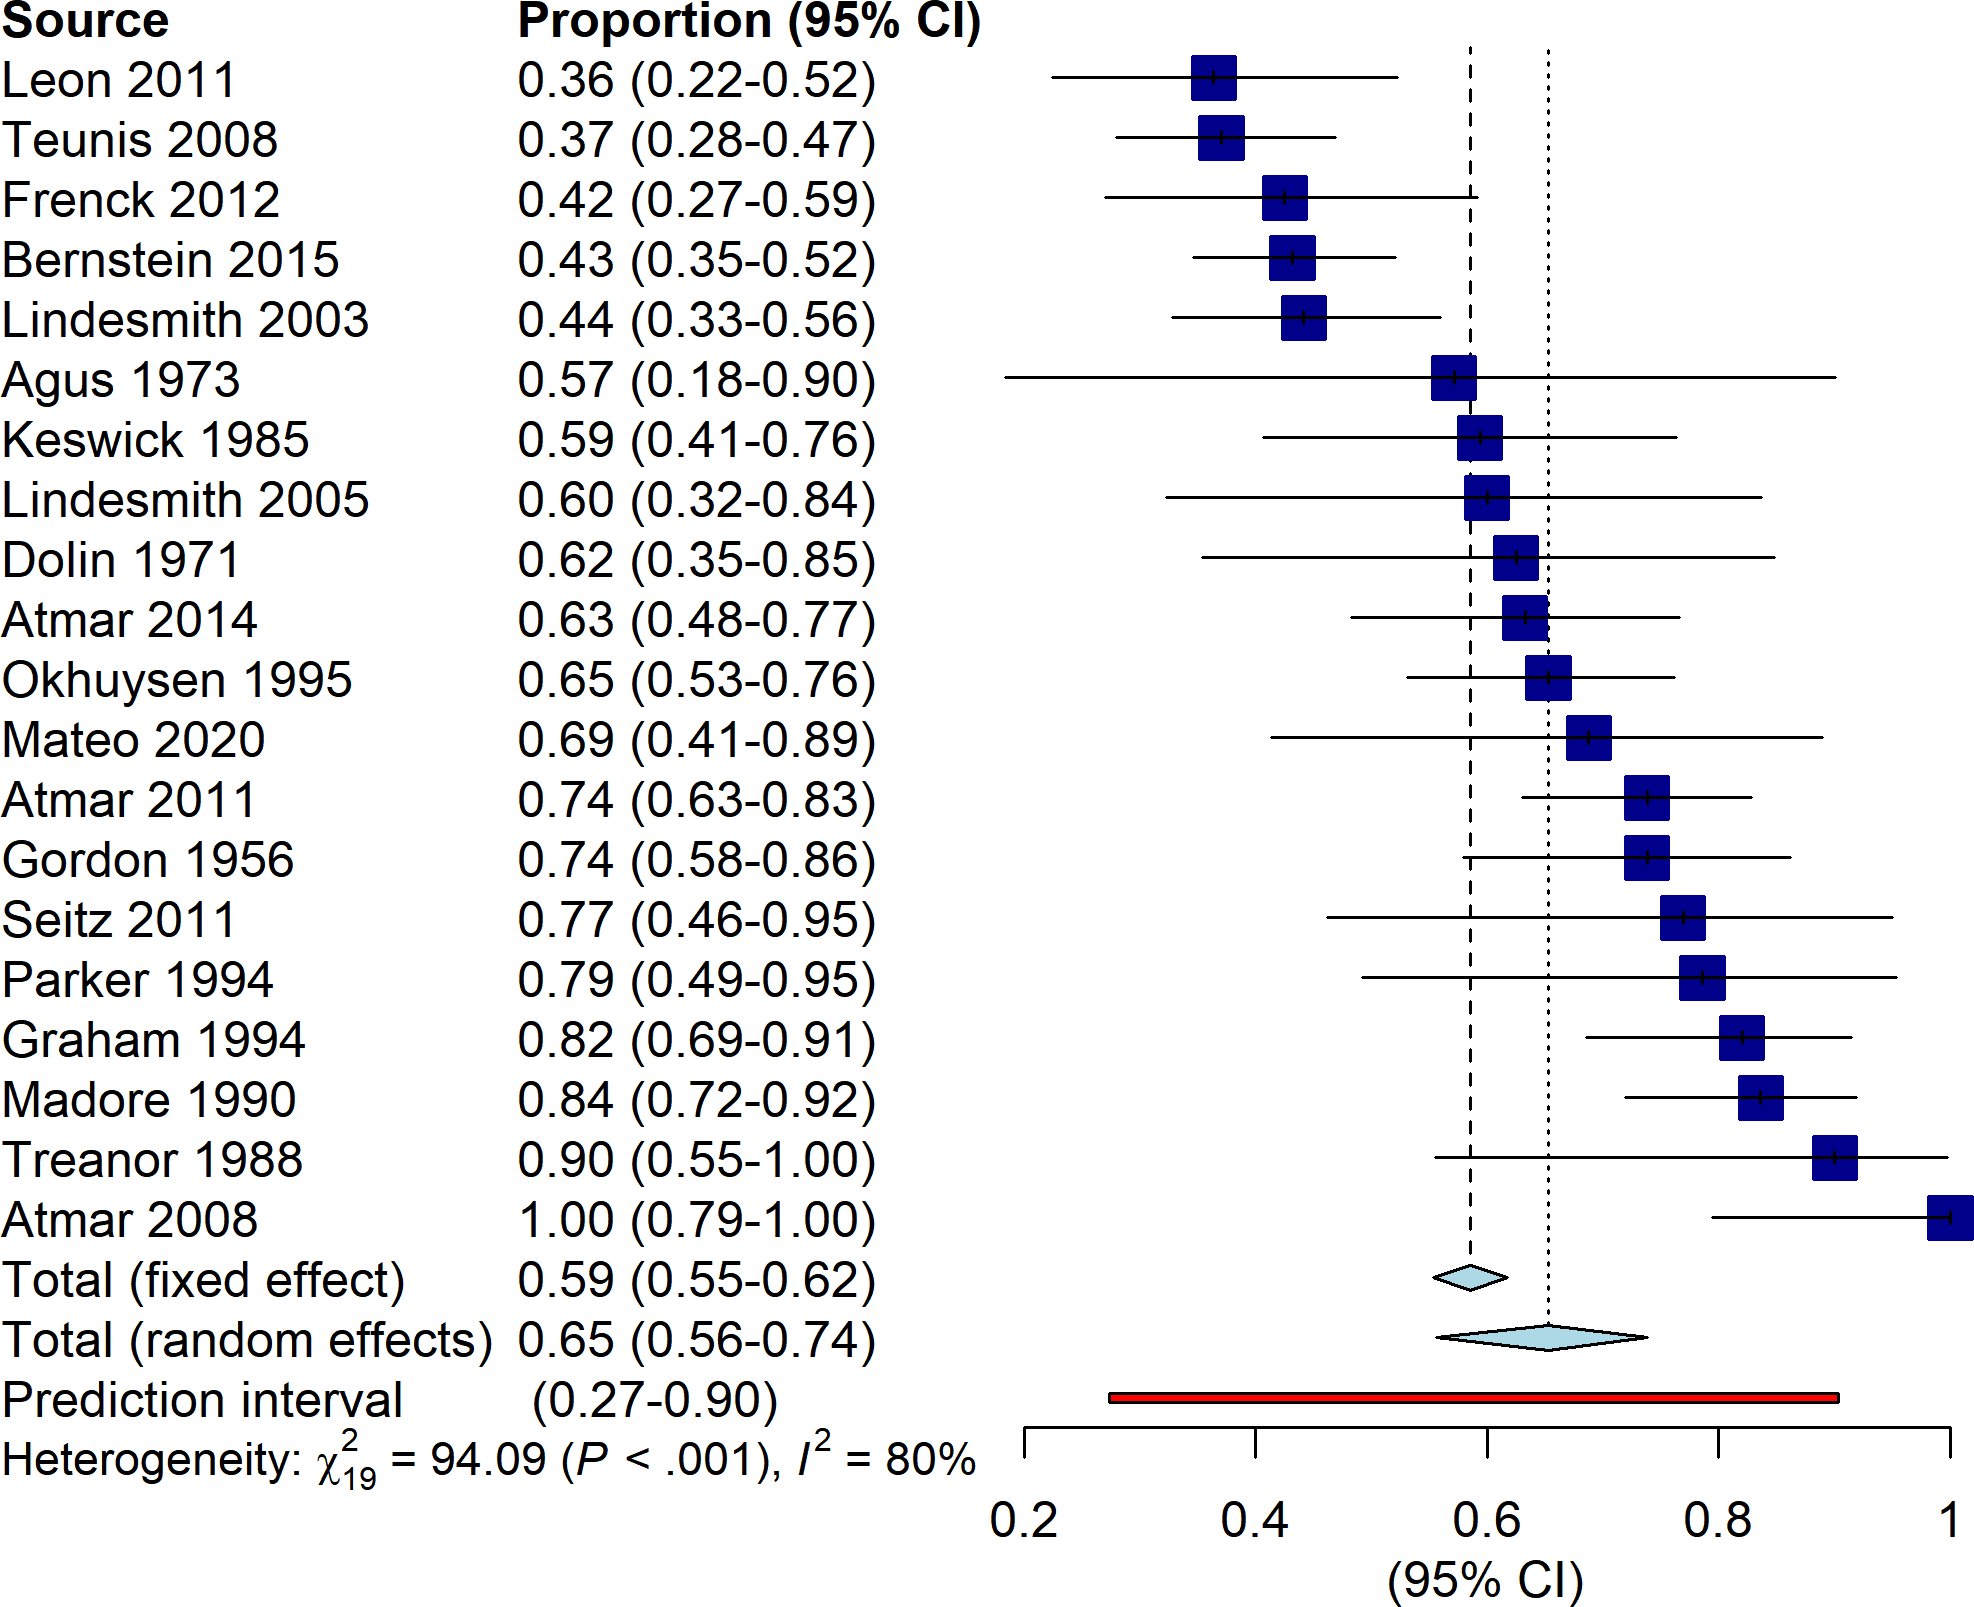 Source Proportion (95% CI)
Leon 2011 0.36 (0.22-0.52)
Teunis 2008 0.37 (0.28-0.47)
Frenck 2012 0.42 (0.27-0.59)
Bernstein 2015 0.43 (0.35-0.52)
Lindesmith 2003 0.44 (0.33-0.56)
Agus 1973 0.57 (0.18-0.90)
Keswick 1985 0.59 (0.41-0.76)
Lindesmith 2005 0.60 (0.32-0.84)
Dolin 1971 0.62 (0.35-0.85)
Atmar 2014 0.63 (0.48-0.77)
Okhuysen 1995 0.65 (0.53-0.76)
Mateo 2020 0.69 (0.41-0.89)
Atmar 2011 0.74 (0.63-0.83)
Gordon 1956 0.74 (0.58-0.86)
Seitz 2011 0.77 (0.46-0.95)
Parker 1994 0.79 (0.49-0.95)
Graham 1994 0.82 (0.69-0.91)
Madore 1990 0.84 (0.72-0.92)
Treanor 1988 0.90 (0.55-1.00)
Atmar 2008 1.00 (0.79-1.00)
Total (fixed effect) 0.59 (0.55-0.62)
Total (random effects) 0.65 (0.56-0.74)
Prediction interval (0.27-0.90)
Heterogeneity: χ²₁₉ = 94.09 (P < .001), I² = 80%
0.2 0.4 0.6 0.8 1
(95% CI)